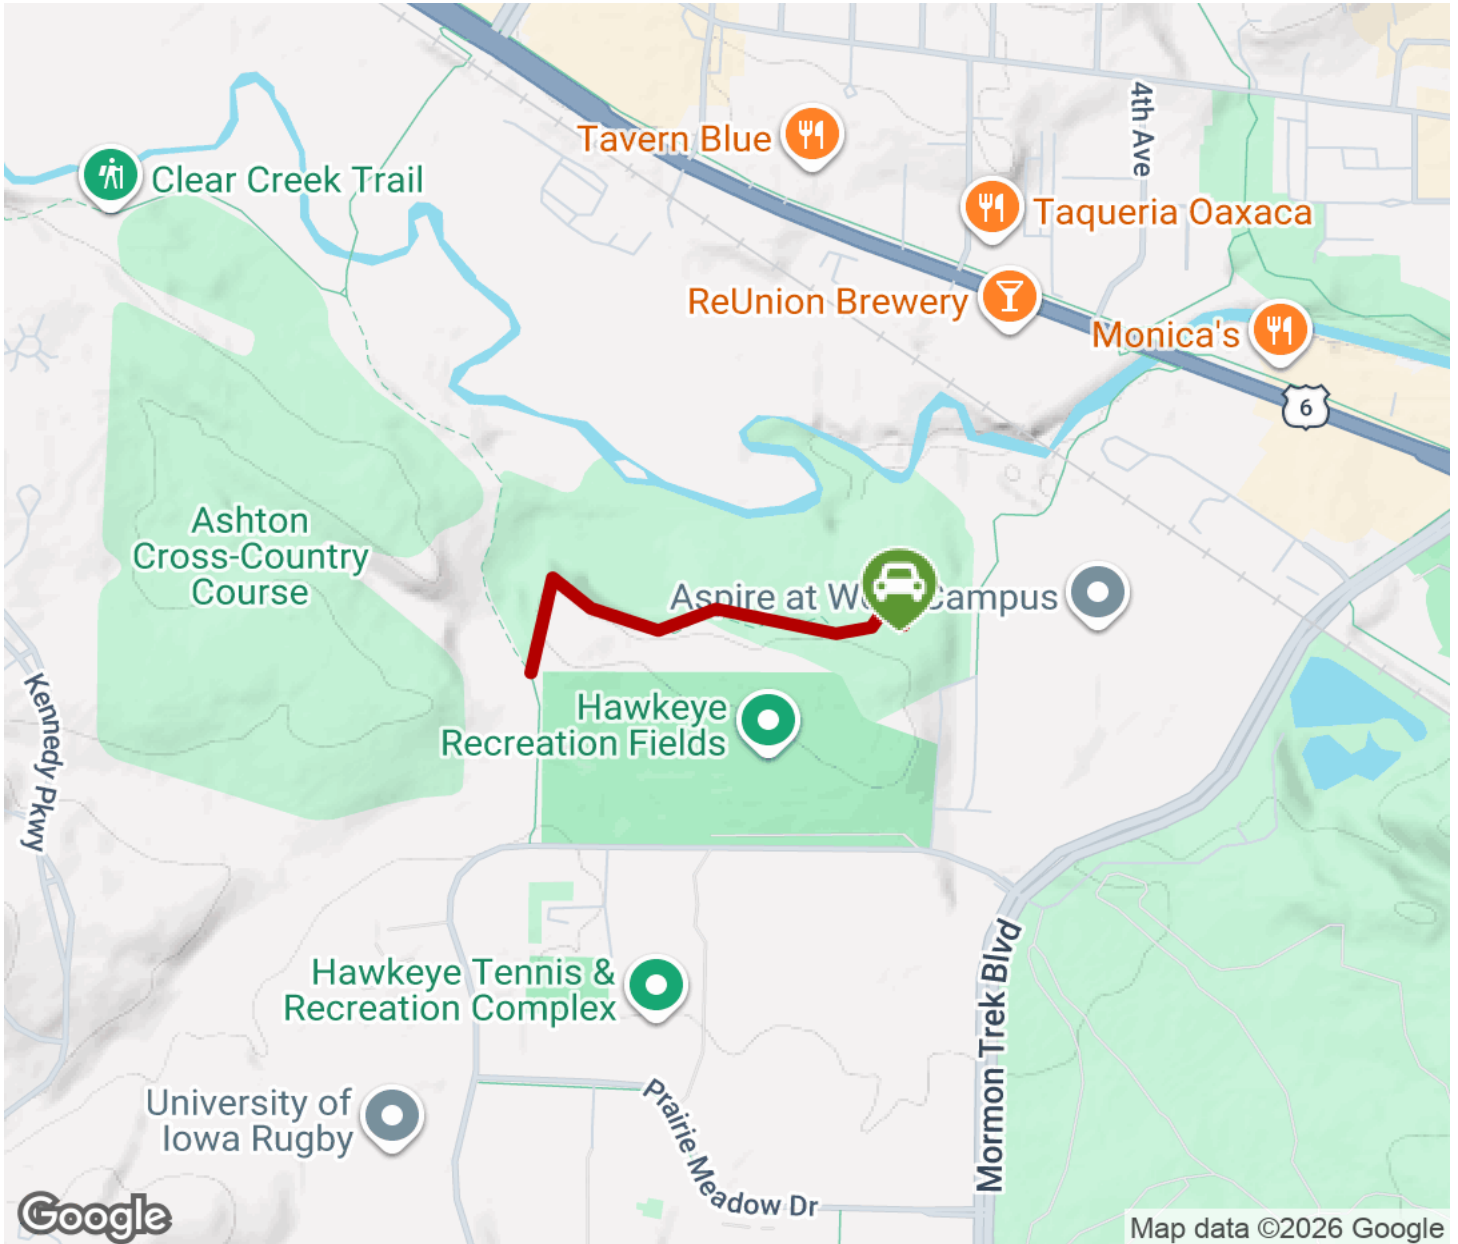 4th Ave
Tavern Blue
Clear Creek Trail
Taqueria Oaxaca
ReUnion Brewery
Monica's
6
Ashton
Cross-Country
Course
Aspire at
Campus
Hawkeye
Recreation Fields
Kennedy Pkwy
Hawkeye Tennis &
Recreation Complex
Mormon Trek Blvd
University of
Iowa Rugby
Prairie Meadow Dr
Google
Map data ©2026 Google